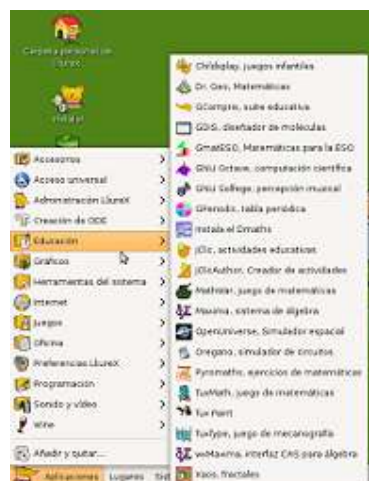 Carpeta personal de
lliurex
instalar
Accesorios
Acceso universal
Administración LliureX
Creación de ODE
Educación
Gráficos
Herramientas del sistema
Internet
Juegos
Oficina
Preferencias LliureX
Programación
Sonido y vídeo
Wine
Añadir y quitar...
Aplicaciones Lugares
Childsplay, juegos infantiles
Dr. Geo, Matemáticas
GCompris, suite educativa
GDIS, diseñador de moléculas
GmatESO, Matemáticas para la ESO
GNU Octave, computación científica
GNU Solfege, percepción musical
GPeriodic, tabla periódica
Instala el Dmaths
JClic, actividades educativas
JClicAuthor, Creador de actividades
MathWar, juego de matemáticas
Maxima, sistema de álgebra
OpenUniverse, Simulador espacial
Oregano, simulador de circuitos
Pyromaths, ejercicios de matemáticas
TuxMath, juego de matemáticas
Tux Paint
TuxType, juego de mecanografía
wxMaxima, interfaz CAS para álgebra
Xaos, fractales